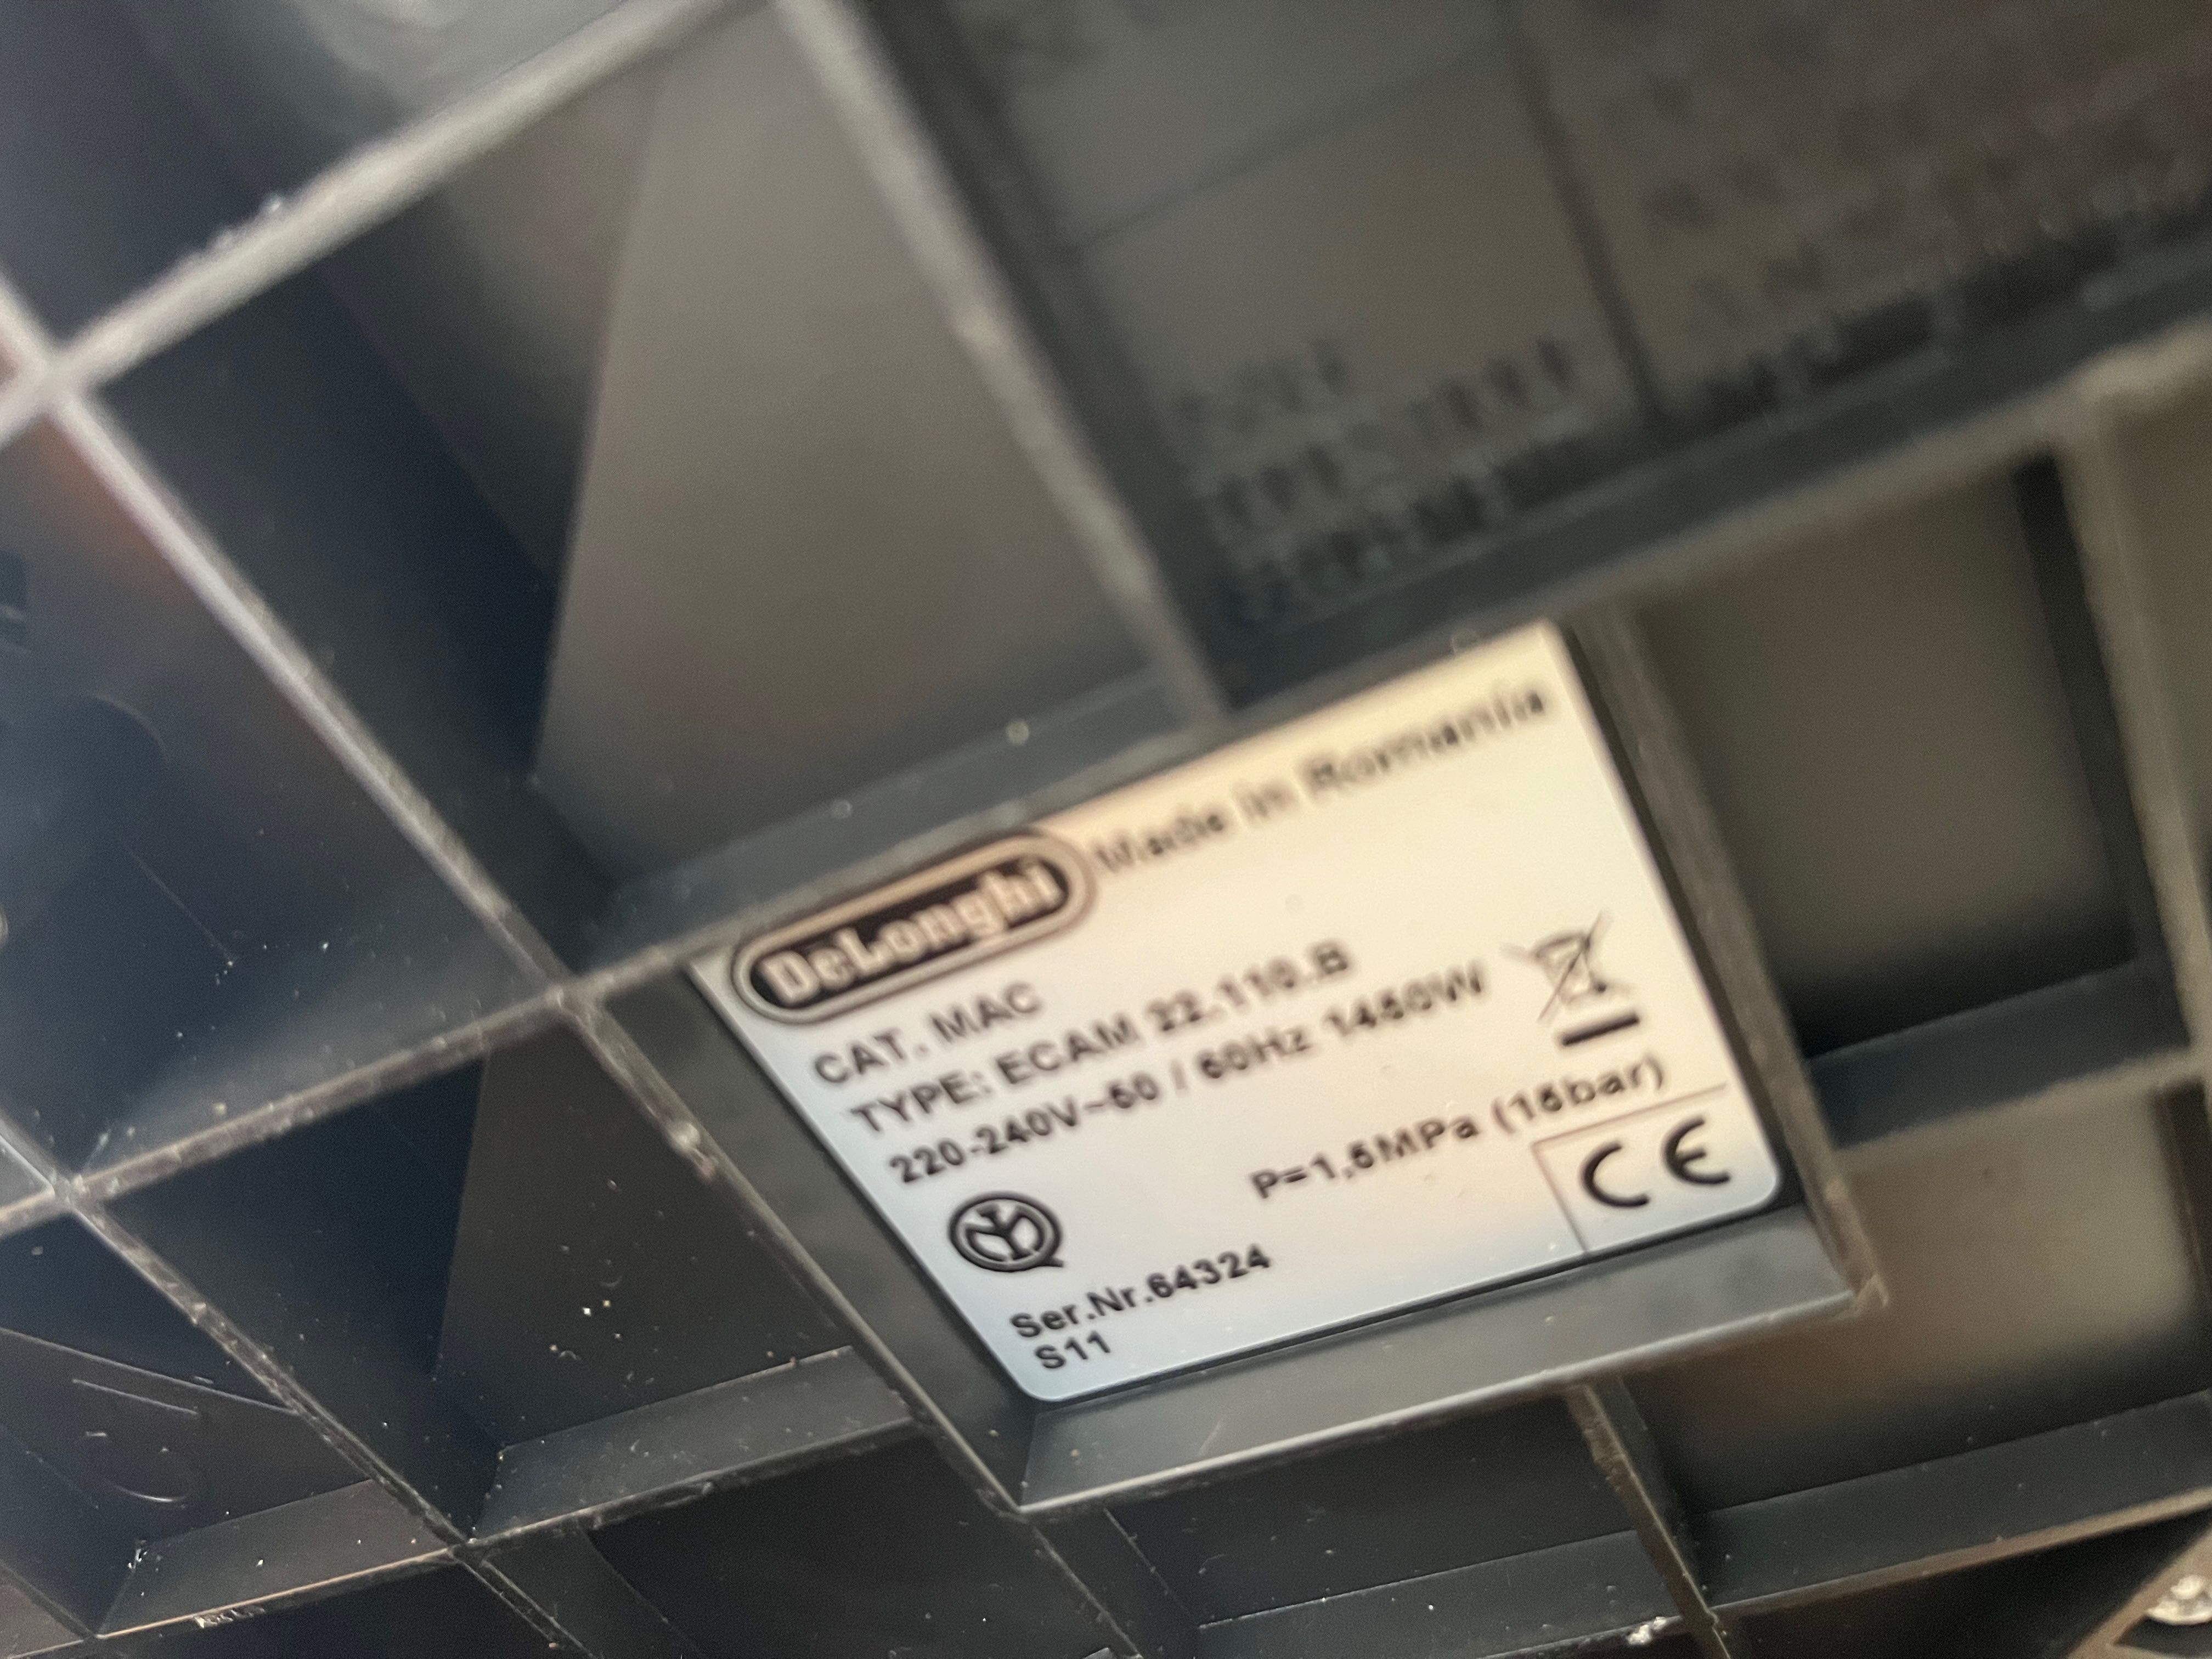 DeLonghi Made in Romania
CAT. MAC
TYPE: ECAM 22.110.B
220-240V~50 / 60Hz 1450W
P=1,5MPa (15bar)
CE
Ser.Nr.64324
S11